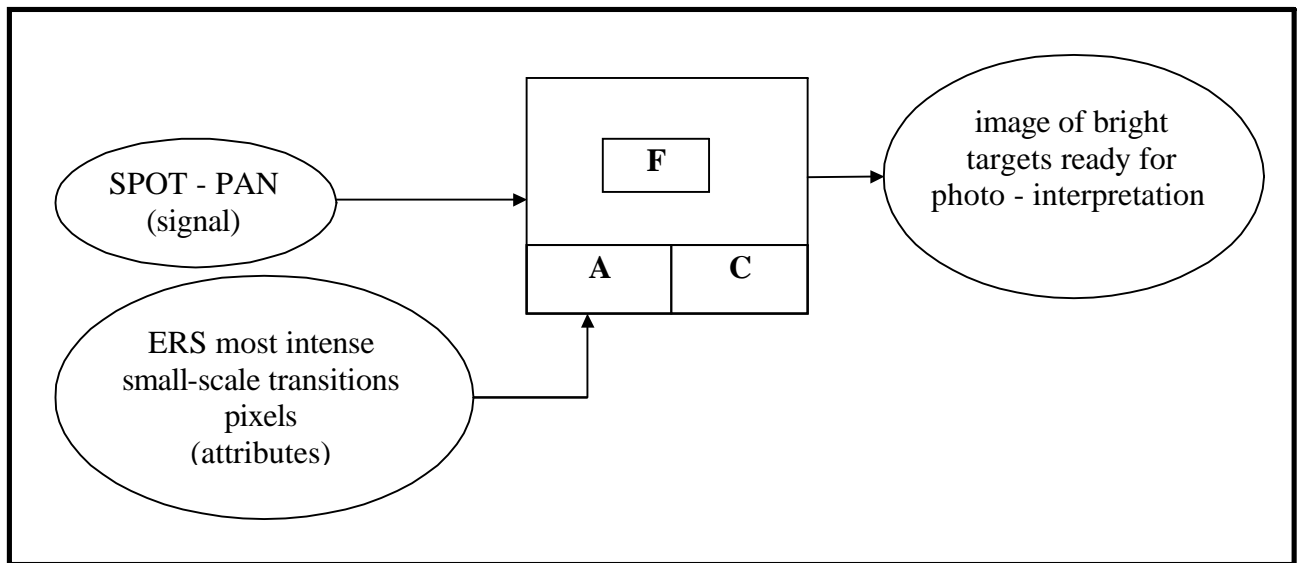 SPOT - PAN
(signal)
ERS most intense
small-scale transitions
pixels
(attributes)
F
A
C
image of bright
targets ready for
photo - interpretation